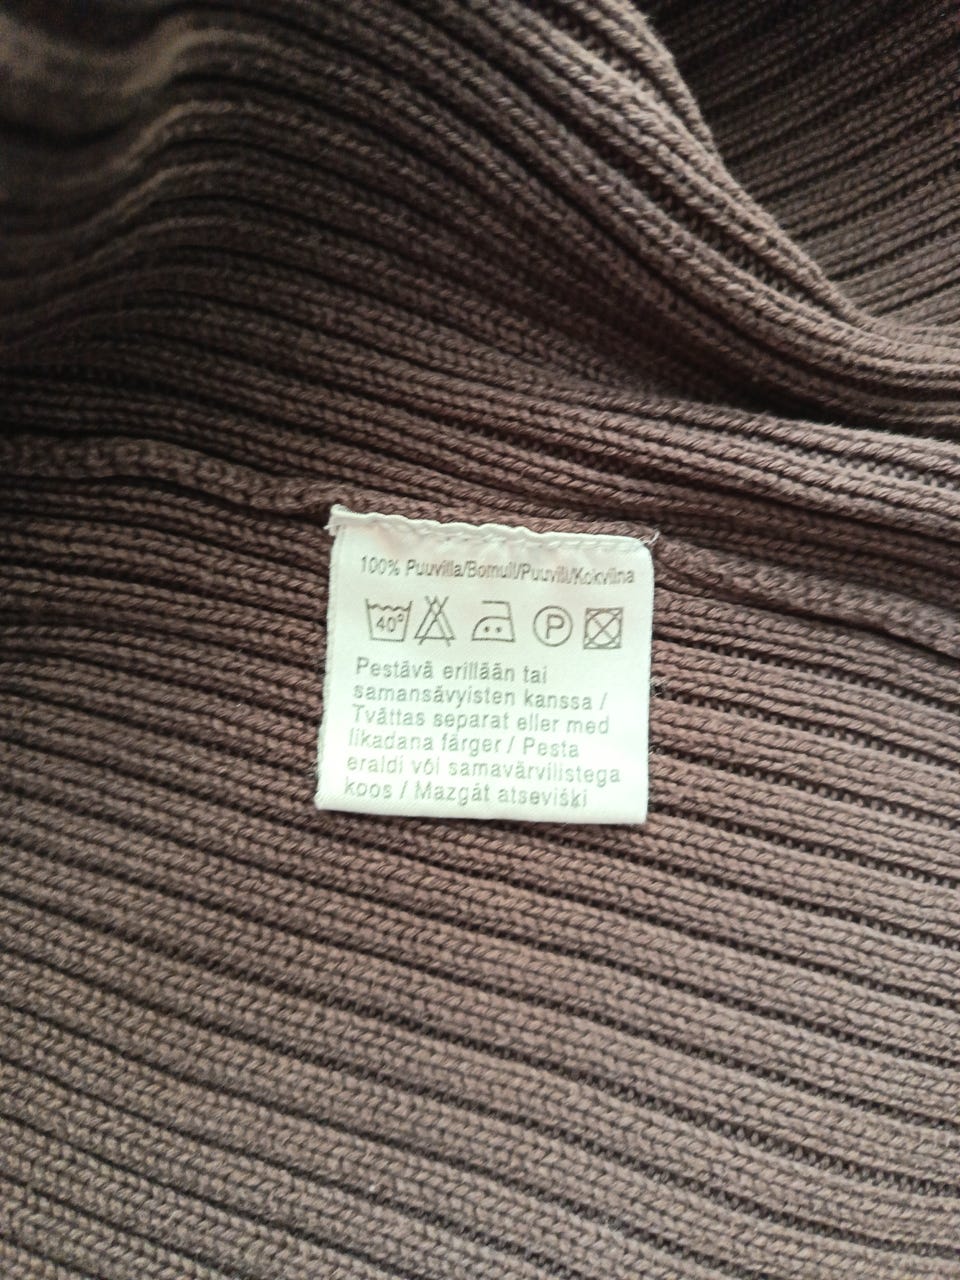 100% Puuvilla/Bomull/Puuvill/Kokvilna
40° P
Pestävä erillään tai
samansävyisten kanssa /
Tvättas separat eller med
likadana färger / Pesta
eraldi või samavärvilistega
koos / Mazgāt atsevišķi